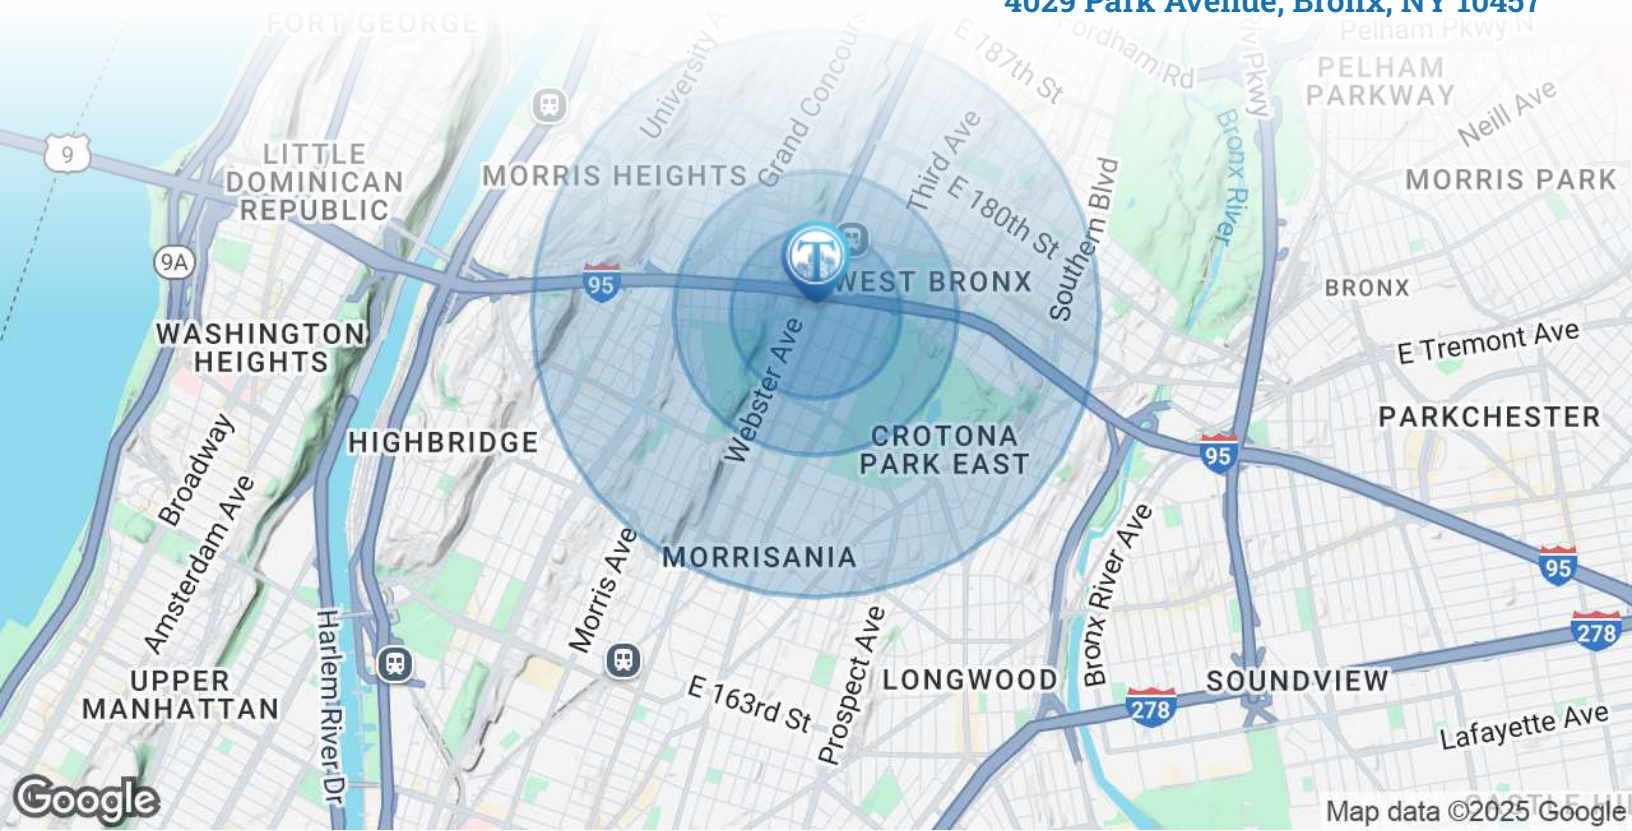 4029 Park Avenue, Bronx, NY 10457
FORT GEORGE
University A
Grand Concours
E 187th St
Fordham Rd
Pelham Pkwy N
PELHAM
PARKWAY
Neill Ave
9
LITTLE
DOMINICAN
REPUBLIC
MORRIS HEIGHTS
Third Ave
E 180th St
Southern Blvd
Bronx River
MORRIS PARK
9A
95
T
WEST BRONX
BRONX
WASHINGTON
HEIGHTS
Webster Ave
E Tremont Ave
Broadway
HIGHBRIDGE
CROTONA
PARK EAST
PARKCHESTER
95
Amsterdam Ave
Morris Ave
MORRISANIA
Bronx River Ave
95
278
Harlem River Dr
UPPER
MANHATTAN
E 163rd St
Prospect Ave
LONGWOOD
SOUNDVIEW
278
Lafayette Ave
Google
Map data ©2025 Google